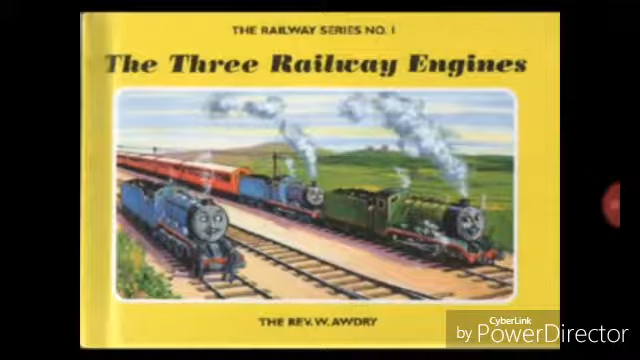 THE RAILWAY SERIES NO. 1
The Three Railway Engines
THE REV. W. AWDRY
CyberLink
by PowerDirector